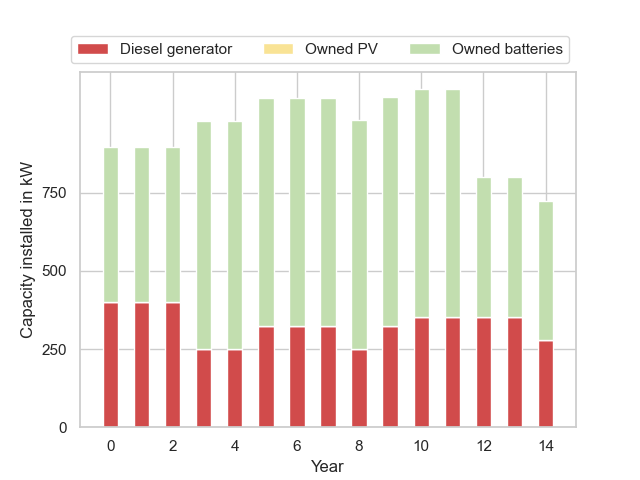 Diesel generator Owned PV Owned batteries
Capacity installed in kW
750
500
250
0
0 2 4 6 8 10 12 14
Year